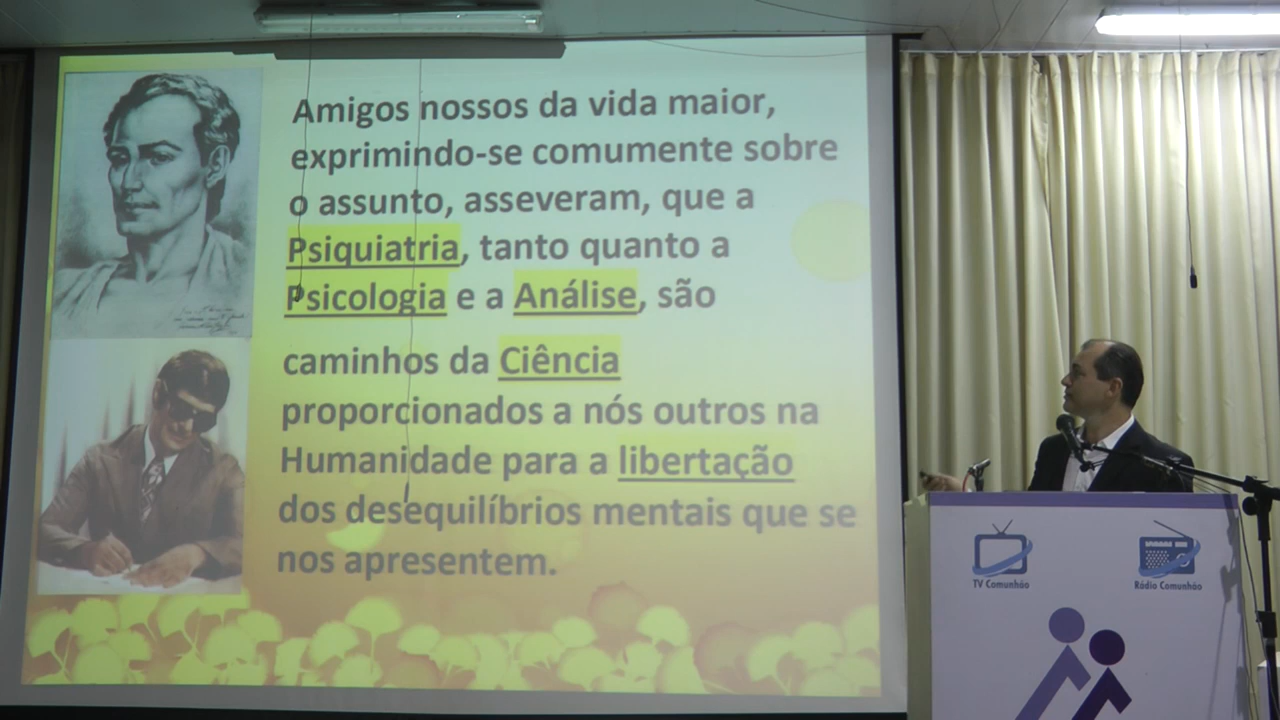 Amigos nossos da vida maior,
exprimindo-se comumente sobre
o assunto, asseveram, que a
Psiquiatria, tanto quanto a
Psicologia e a Análise, são
caminhos da Ciência
proporcionados a nós outros na
Humanidade para a libertação
dos desequilíbrios mentais que se
nos apresentem.
TV Comunhão
Rádio Comunhão